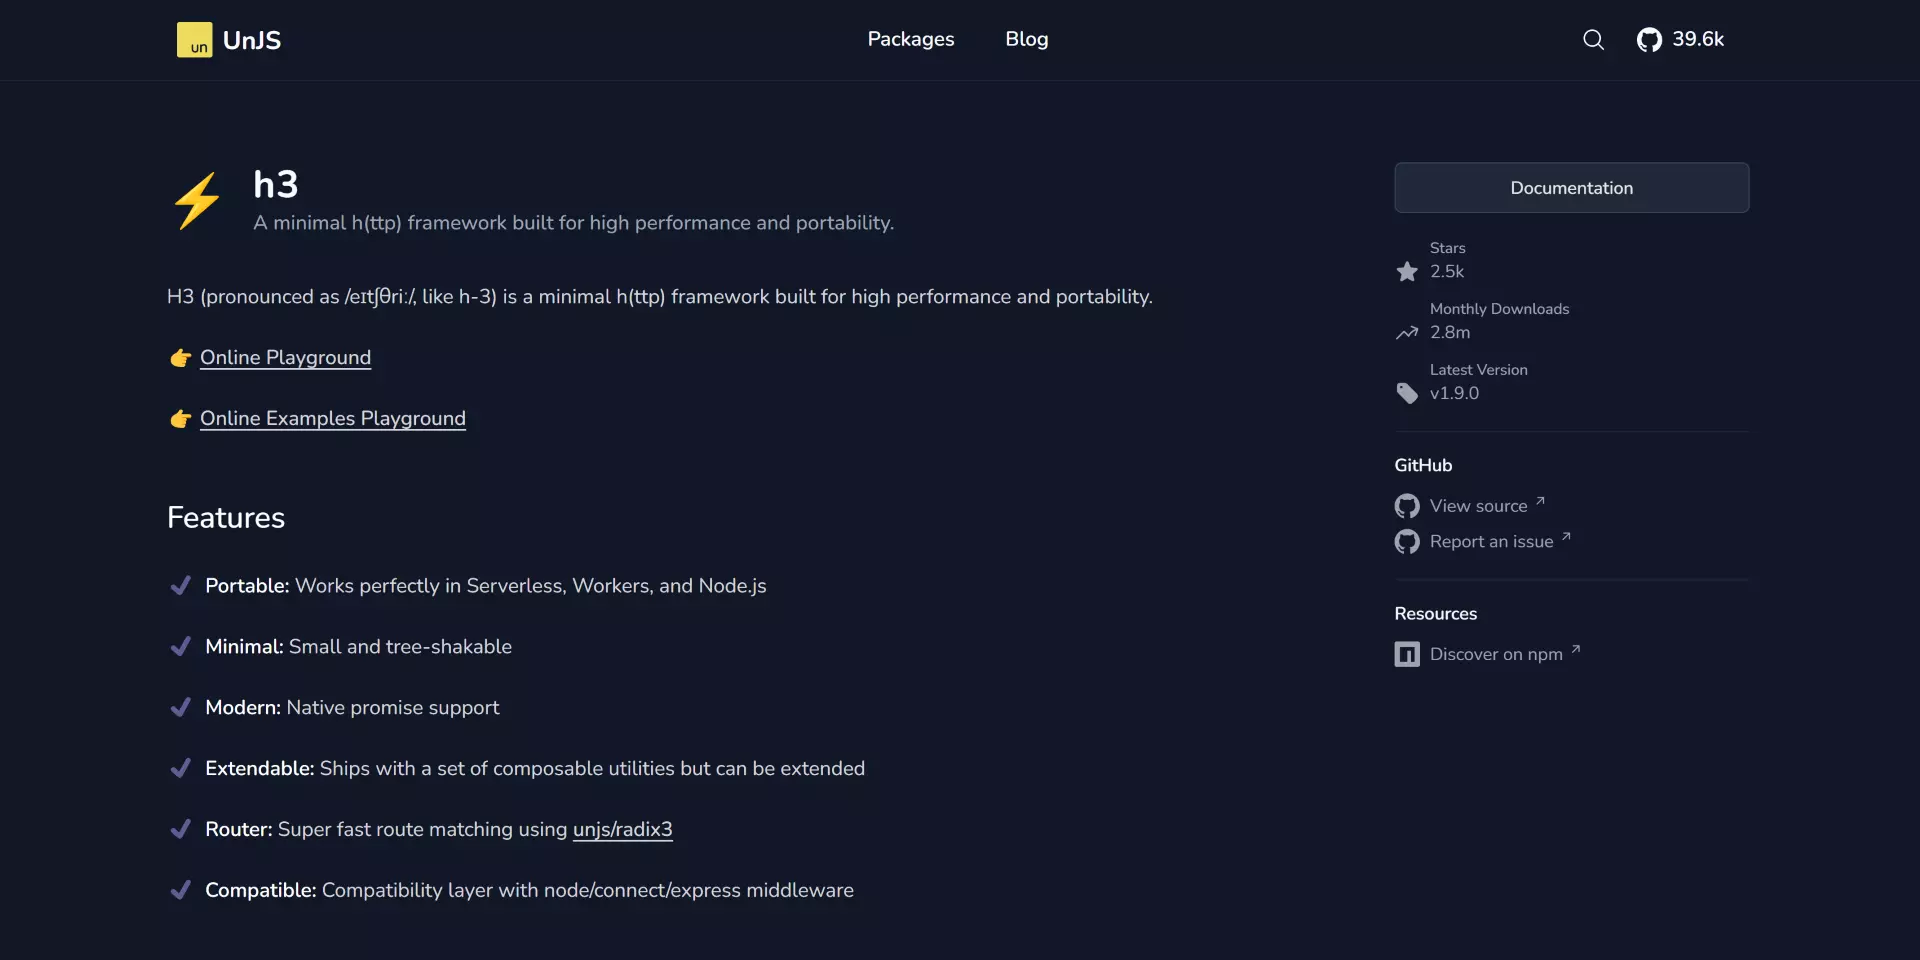 un UnJS
Packages
Blog
39.6k
h3
A minimal h(ttp) framework built for high performance and portability.
H3 (pronounced as /eɪtʃθriː/, like h-3) is a minimal h(ttp) framework built for high performance and portability.
👉 Online Playground
👉 Online Examples Playground
Features
✔ Portable: Works perfectly in Serverless, Workers, and Node.js
✔ Minimal: Small and tree-shakable
✔ Modern: Native promise support
✔ Extendable: Ships with a set of composable utilities but can be extended
✔ Router: Super fast route matching using unjs/radix3
✔ Compatible: Compatibility layer with node/connect/express middleware
Documentation
Stars
2.5k
Monthly Downloads
2.8m
Latest Version
v1.9.0
GitHub
View source ↗
Report an issue ↗
Resources
Discover on npm ↗